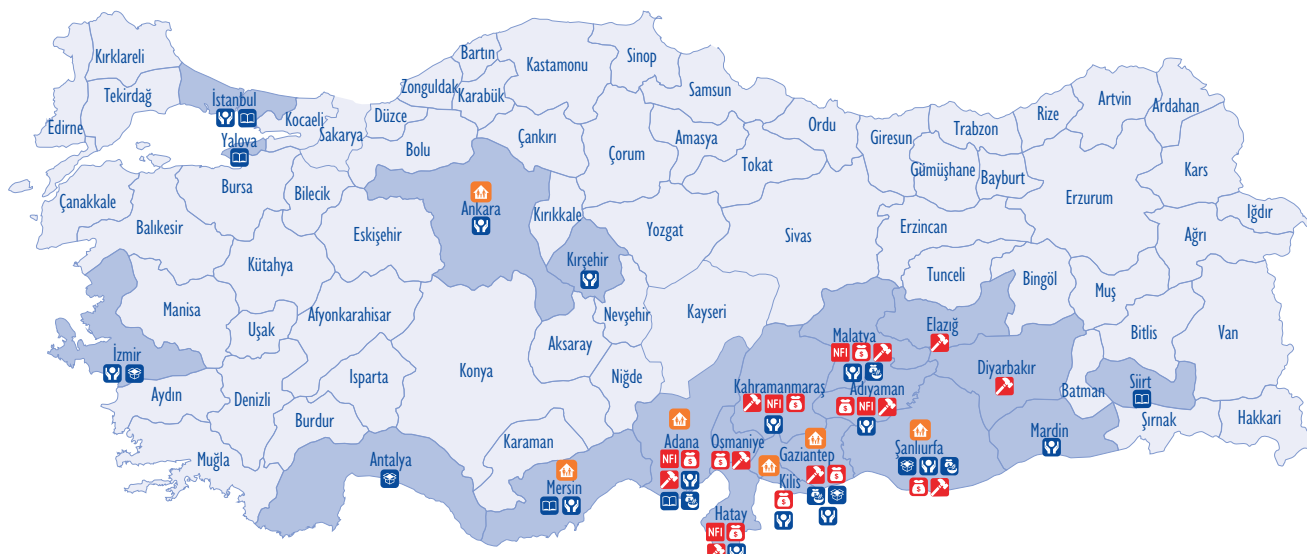 Kırklareli
Tekirdağ
Edirne
İstanbul
Yalova
Kocaeli
Sakarya
Düzce
Bolu
Zonguldak
Bartın
Karabük
Kastamonu
Sinop
Samsun
Çankırı
Çorum
Amasya
Tokat
Ordu
Giresun
Trabzon
Gümüşhane
Bayburt
Rize
Artvin
Ardahan
Kars
Iğdır
Erzurum
Ağrı
Erzincan
Çanakkale
Balıkesir
Bursa
Bilecik
Eskişehir
Kütahya
Ankara
Kırıkkale
Kırşehir
Yozgat
Sivas
Tunceli
Bingöl
Muş
Bitlis
Van
Manisa
Uşak
Afyonkarahisar
İzmir
Aydın
Denizli
Isparta
Burdur
Muğla
Antalya
Konya
Aksaray
Nevşehir
Niğde
Kayseri
Karaman
Mersin
Malatya
NFI
Elazığ
Diyarbakır
Batman
Siirt
Şırnak
Hakkari
Mardin
Kahramanmaraş
NFI
Adıyaman
NFI
Adana
NFI
Osmaniye
Gaziantep
Kilis
Şanlıurfa
Hatay
NFI